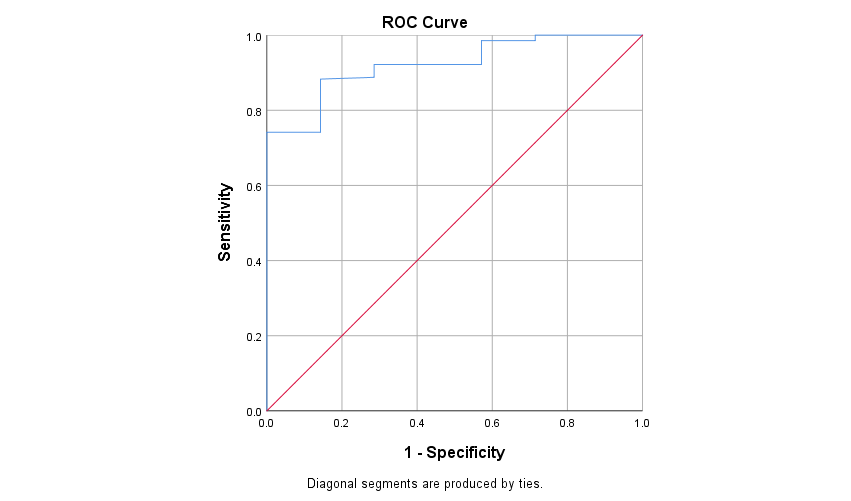 ROC Curve
1.0
0.8
0.6
0.4
0.2
0.0
Sensitivity
0.0 0.2 0.4 0.6 0.8 1.0
1 - Specificity
Diagonal segments are produced by ties.